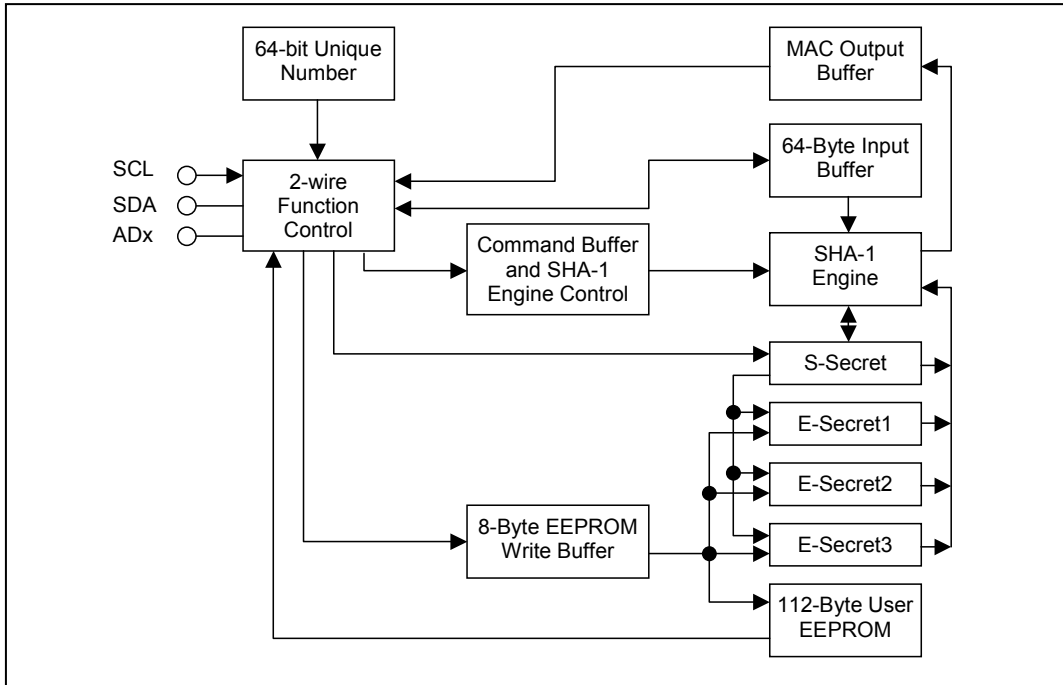 64-bit Unique
Number
MAC Output
Buffer
64-Byte Input
Buffer
SCL
SDA
ADx
2-wire
Function
Control
Command Buffer
and SHA-1
Engine Control
SHA-1
Engine
S-Secret
E-Secret1
E-Secret2
8-Byte EEPROM
Write Buffer
E-Secret3
112-Byte User
EEPROM